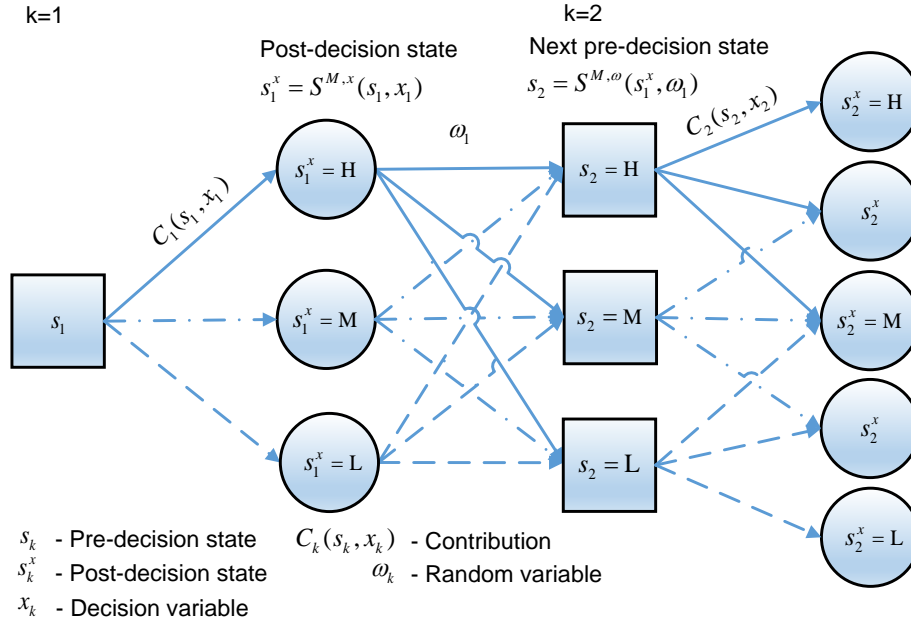 k=1
k=2
Post-decision state
s_1^x = S^{M,x}(s_1, x_1)
Next pre-decision state
s_2 = S^{M,ω}(s_1^x, ω_1)
C_1(s_1, x_1)
ω_1
C_2(s_2, x_2)
s_1
s_1^x = H
s_1^x = M
s_1^x = L
s_2 = H
s_2 = M
s_2 = L
s_2^x = H
s_2^x
s_2^x = M
s_2^x
s_2^x = L
s_k - Pre-decision state
s_k^x - Post-decision state
x_k - Decision variable
C_k(s_k, x_k) - Contribution
ω_k - Random variable